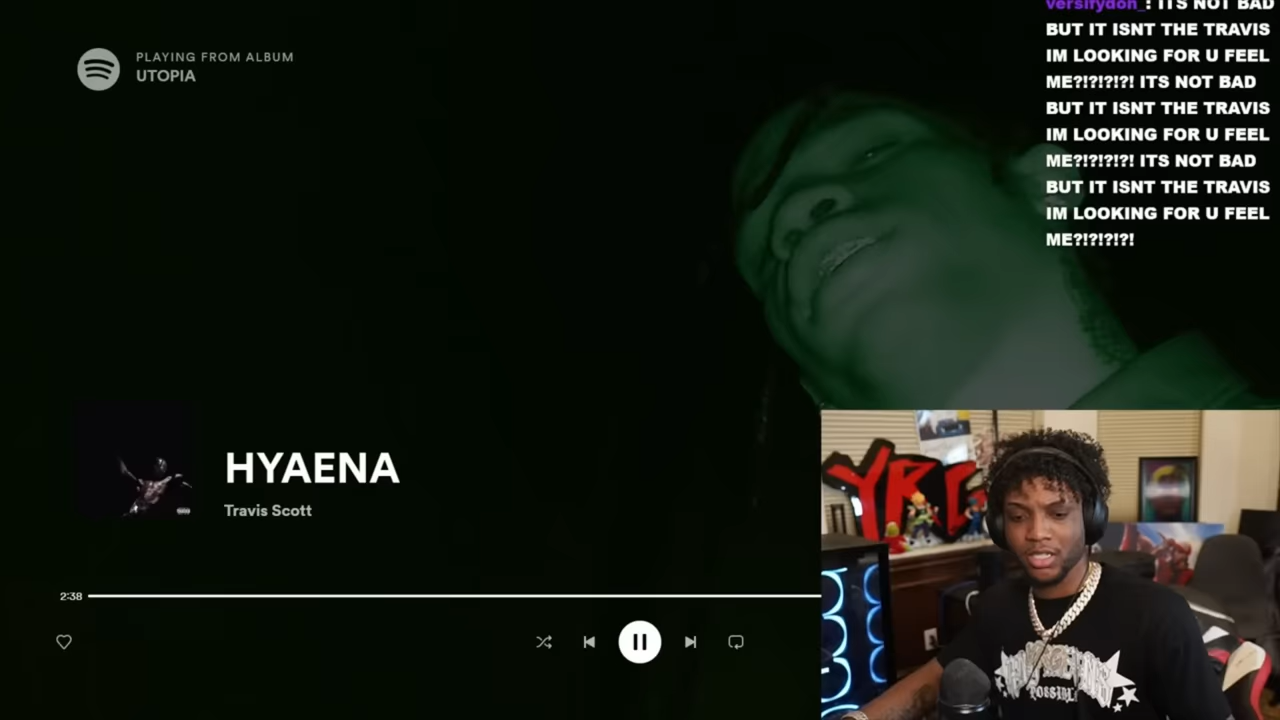 PLAYING FROM ALBUM
UTOPIA
versifydon_: ITS NOT BAD
BUT IT ISNT THE TRAVIS
IM LOOKING FOR U FEEL
ME?!?!?!?! ITS NOT BAD
BUT IT ISNT THE TRAVIS
IM LOOKING FOR U FEEL
ME?!?!?!?! ITS NOT BAD
BUT IT ISNT THE TRAVIS
IM LOOKING FOR U FEEL
ME?!?!?!?!
HYAENA
Travis Scott
2:38
YRG